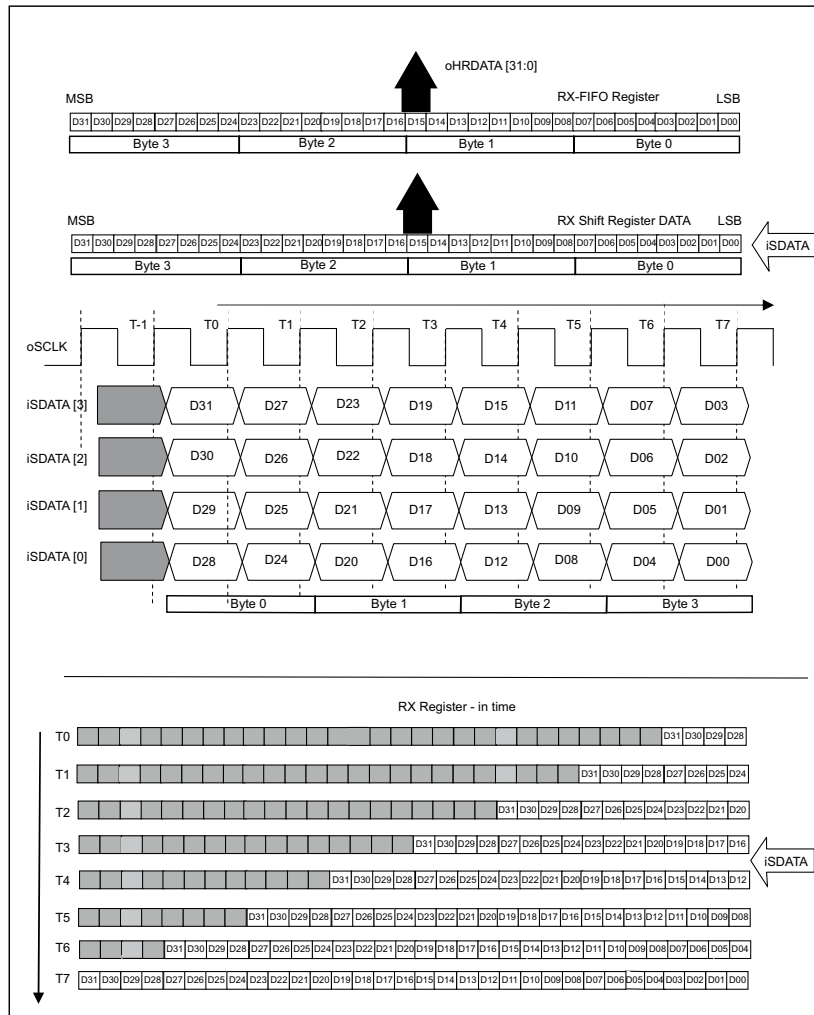 oHRDATA [31:0]
MSB RX-FIFO Register LSB
D31 D30 D29 D28 D27 D26 D25 D24 D23 D22 D21 D20 D19 D18 D17 D16 D15 D14 D13 D12 D11 D10 D09 D08 D07 D06 D05 D04 D03 D02 D01 D00
Byte 3 Byte 2 Byte 1 Byte 0
MSB RX Shift Register DATA LSB
D31 D30 D29 D28 D27 D26 D25 D24 D23 D22 D21 D20 D19 D18 D17 D16 D15 D14 D13 D12 D11 D10 D09 D08 D07 D06 D05 D04 D03 D02 D01 D00 iSDATA
Byte 3 Byte 2 Byte 1 Byte 0
T-1 T0 T1 T2 T3 T4 T5 T6 T7
oSCLK
iSDATA [3] D31 D27 D23 D19 D15 D11 D07 D03
iSDATA [2] D30 D26 D22 D18 D14 D10 D06 D02
iSDATA [1] D29 D25 D21 D17 D13 D09 D05 D01
iSDATA [0] D28 D24 D20 D16 D12 D08 D04 D00
Byte 0 Byte 1 Byte 2 Byte 3
RX Register - in time
T0 D31 D30 D29 D28
T1 D31 D30 D29 D28 D27 D26 D25 D24
T2 D31 D30 D29 D28 D27 D26 D25 D24 D23 D22 D21 D20
T3 D31 D30 D29 D28 D27 D26 D25 D24 D23 D22 D21 D20 D19 D18 D17 D16
iSDATA
T4 D31 D30 D29 D28 D27 D26 D25 D24 D23 D22 D21 D20 D19 D18 D17 D16 D15 D14 D13 D12
T5 D31 D30 D29 D28 D27 D26 D25 D24 D23 D22 D21 D20 D19 D18 D17 D16 D15 D14 D13 D12 D11 D10 D09 D08
T6 D31 D30 D29 D28 D27 D26 D25 D24 D23 D22 D21 D20 D19 D18 D17 D16 D15 D14 D13 D12 D11 D10 D09 D08 D07 D06 D05 D04
T7 D31 D30 D29 D28 D27 D26 D25 D24 D23 D22 D21 D20 D19 D18 D17 D16 D15 D14 D13 D12 D11 D10 D09 D08 D07 D06 D05 D04 D03 D02 D01 D00